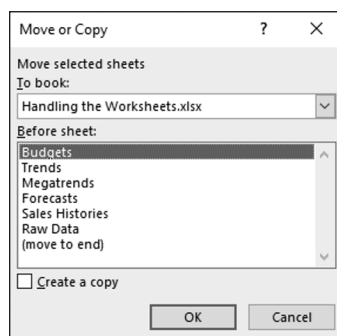 Move or Copy ? ×
Move selected sheets
To book:
Handling the Worksheets.xlsx
Before sheet:
Budgets
Trends
Megatrends
Forecasts
Sales Histories
Raw Data
(move to end)
Create a copy
OK Cancel